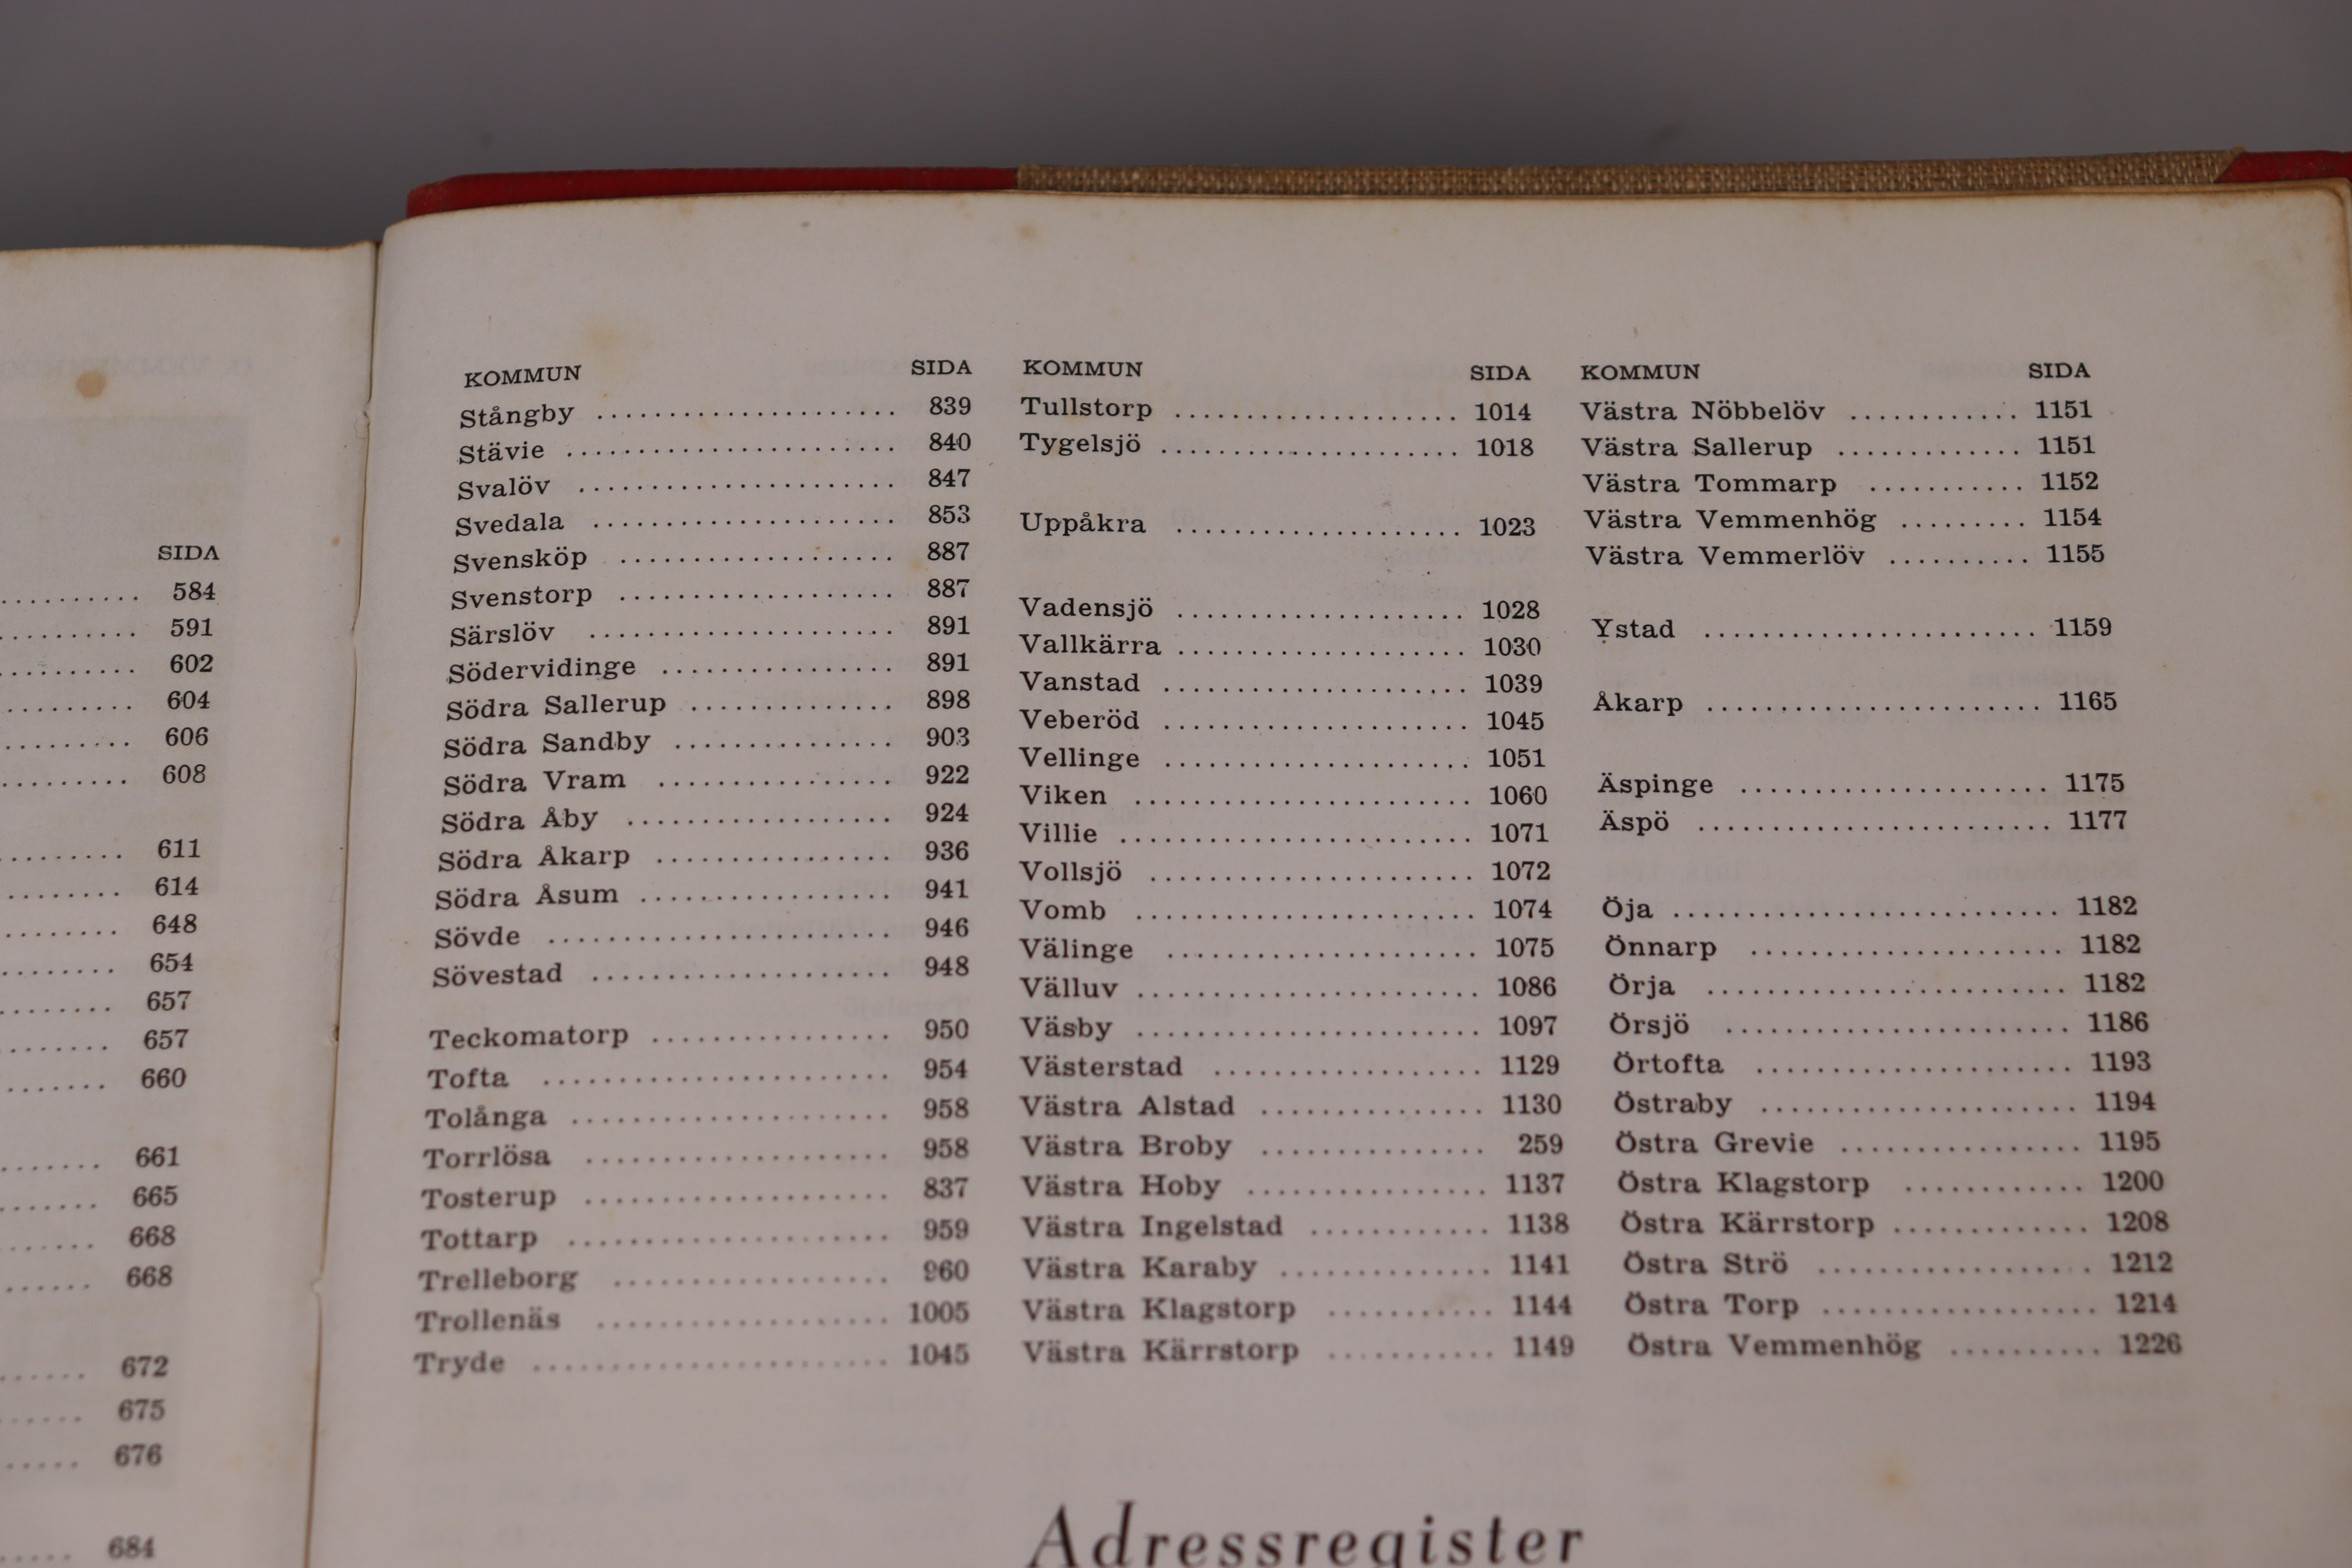 SIDA
.......... 584
.......... 591
.......... 602
......... 604
......... 606
......... 608
......... 611
........ 614
........ 648
........ 654
........ 657
........ 657
....... 660
....... 661
....... 665
....... 668
...... 668
...... 672
...... 675
..... 676
..... 684
KOMMUN SIDA
Stångby ..................... 839
Stävie ....................... 840
Svalöv ...................... 847
Svedala ..................... 853
Svensköp ................... 887
Svenstorp ................... 887
Särslöv ..................... 891
Södervidinge ................ 891
Södra Sallerup .............. 898
Södra Sandby ............... 903
Södra Vram ................ 922
Södra Åby .................. 924
Södra Åkarp ................ 936
Södra Åsum ................. 941
Sövde ....................... 946
Sövestad .................... 948
Teckomatorp ................ 950
Tofta ....................... 954
Tolånga ..................... 958
Torrlösa .................... 958
Tosterup .................... 837
Tottarp ..................... 959
Trelleborg .................. 960
Trollenäs ................... 1005
Tryde ....................... 1045
KOMMUN SIDA
Tullstorp ................... 1014
Tygelsjö .................... 1018
Uppåkra .................... 1023
Vadensjö .................... 1028
Vallkärra .................... 1030
Vanstad ..................... 1039
Veberöd ..................... 1045
Vellinge ..................... 1051
Viken ....................... 1060
Villie ........................ 1071
Vollsjö ...................... 1072
Vomb ....................... 1074
Välinge ..................... 1075
Välluv ....................... 1086
Väsby ....................... 1097
Västerstad .................. 1129
Västra Alstad ............... 1130
Västra Broby ............... 259
Västra Hoby ................ 1137
Västra Ingelstad ............ 1138
Västra Karaby .............. 1141
Västra Klagstorp ........... 1144
Västra Kärrstorp ........... 1149
KOMMUN SIDA
Västra Nöbbelöv ............ 1151
Västra Sallerup ............. 1151
Västra Tommarp ........... 1152
Västra Vemmenhög ......... 1154
Västra Vemmerlöv .......... 1155
Ystad ....................... 1159
Åkarp ....................... 1165
Äspinge ..................... 1175
Äspö ........................ 1177
Öja .......................... 1182
Önnarp ..................... 1182
Örja ........................ 1182
Örsjö ....................... 1186
Örtofta ..................... 1193
Östraby ..................... 1194
Östra Grevie ................ 1195
Östra Klagstorp ............ 1200
Östra Kärrstorp ............. 1208
Östra Strö .................. 1212
Östra Torp .................. 1214
Östra Vemmenhög .......... 1226
Adressregister